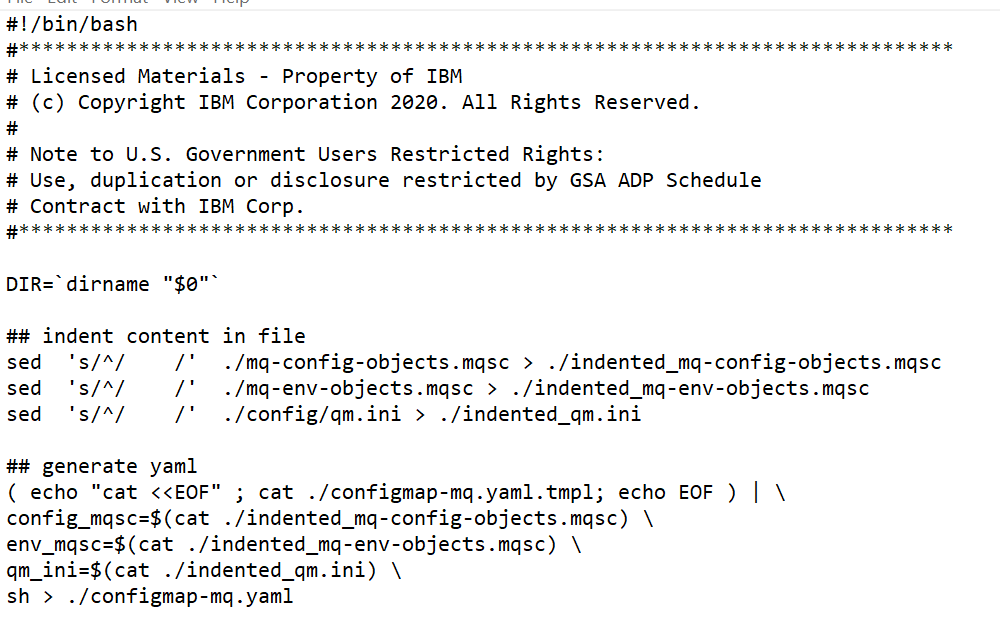 File Edit Format View Help
#!/bin/bash
#******************************************************************************
# Licensed Materials - Property of IBM
# (c) Copyright IBM Corporation 2020. All Rights Reserved.
#
# Note to U.S. Government Users Restricted Rights:
# Use, duplication or disclosure restricted by GSA ADP Schedule
# Contract with IBM Corp.
#******************************************************************************
DIR=`dirname "$0"`
## indent content in file
sed  's/^/    /'  ./mq-config-objects.mqsc > ./indented_mq-config-objects.mqsc
sed  's/^/    /'  ./mq-env-objects.mqsc > ./indented_mq-env-objects.mqsc
sed  's/^/    /'  ./config/qm.ini > ./indented_qm.ini
## generate yaml
( echo "cat <<EOF" ; cat ./configmap-mq.yaml.tmpl; echo EOF ) | \
config_mqsc=$(cat ./indented_mq-config-objects.mqsc) \
env_mqsc=$(cat ./indented_mq-env-objects.mqsc) \
qm_ini=$(cat ./indented_qm.ini) \
sh > ./configmap-mq.yaml